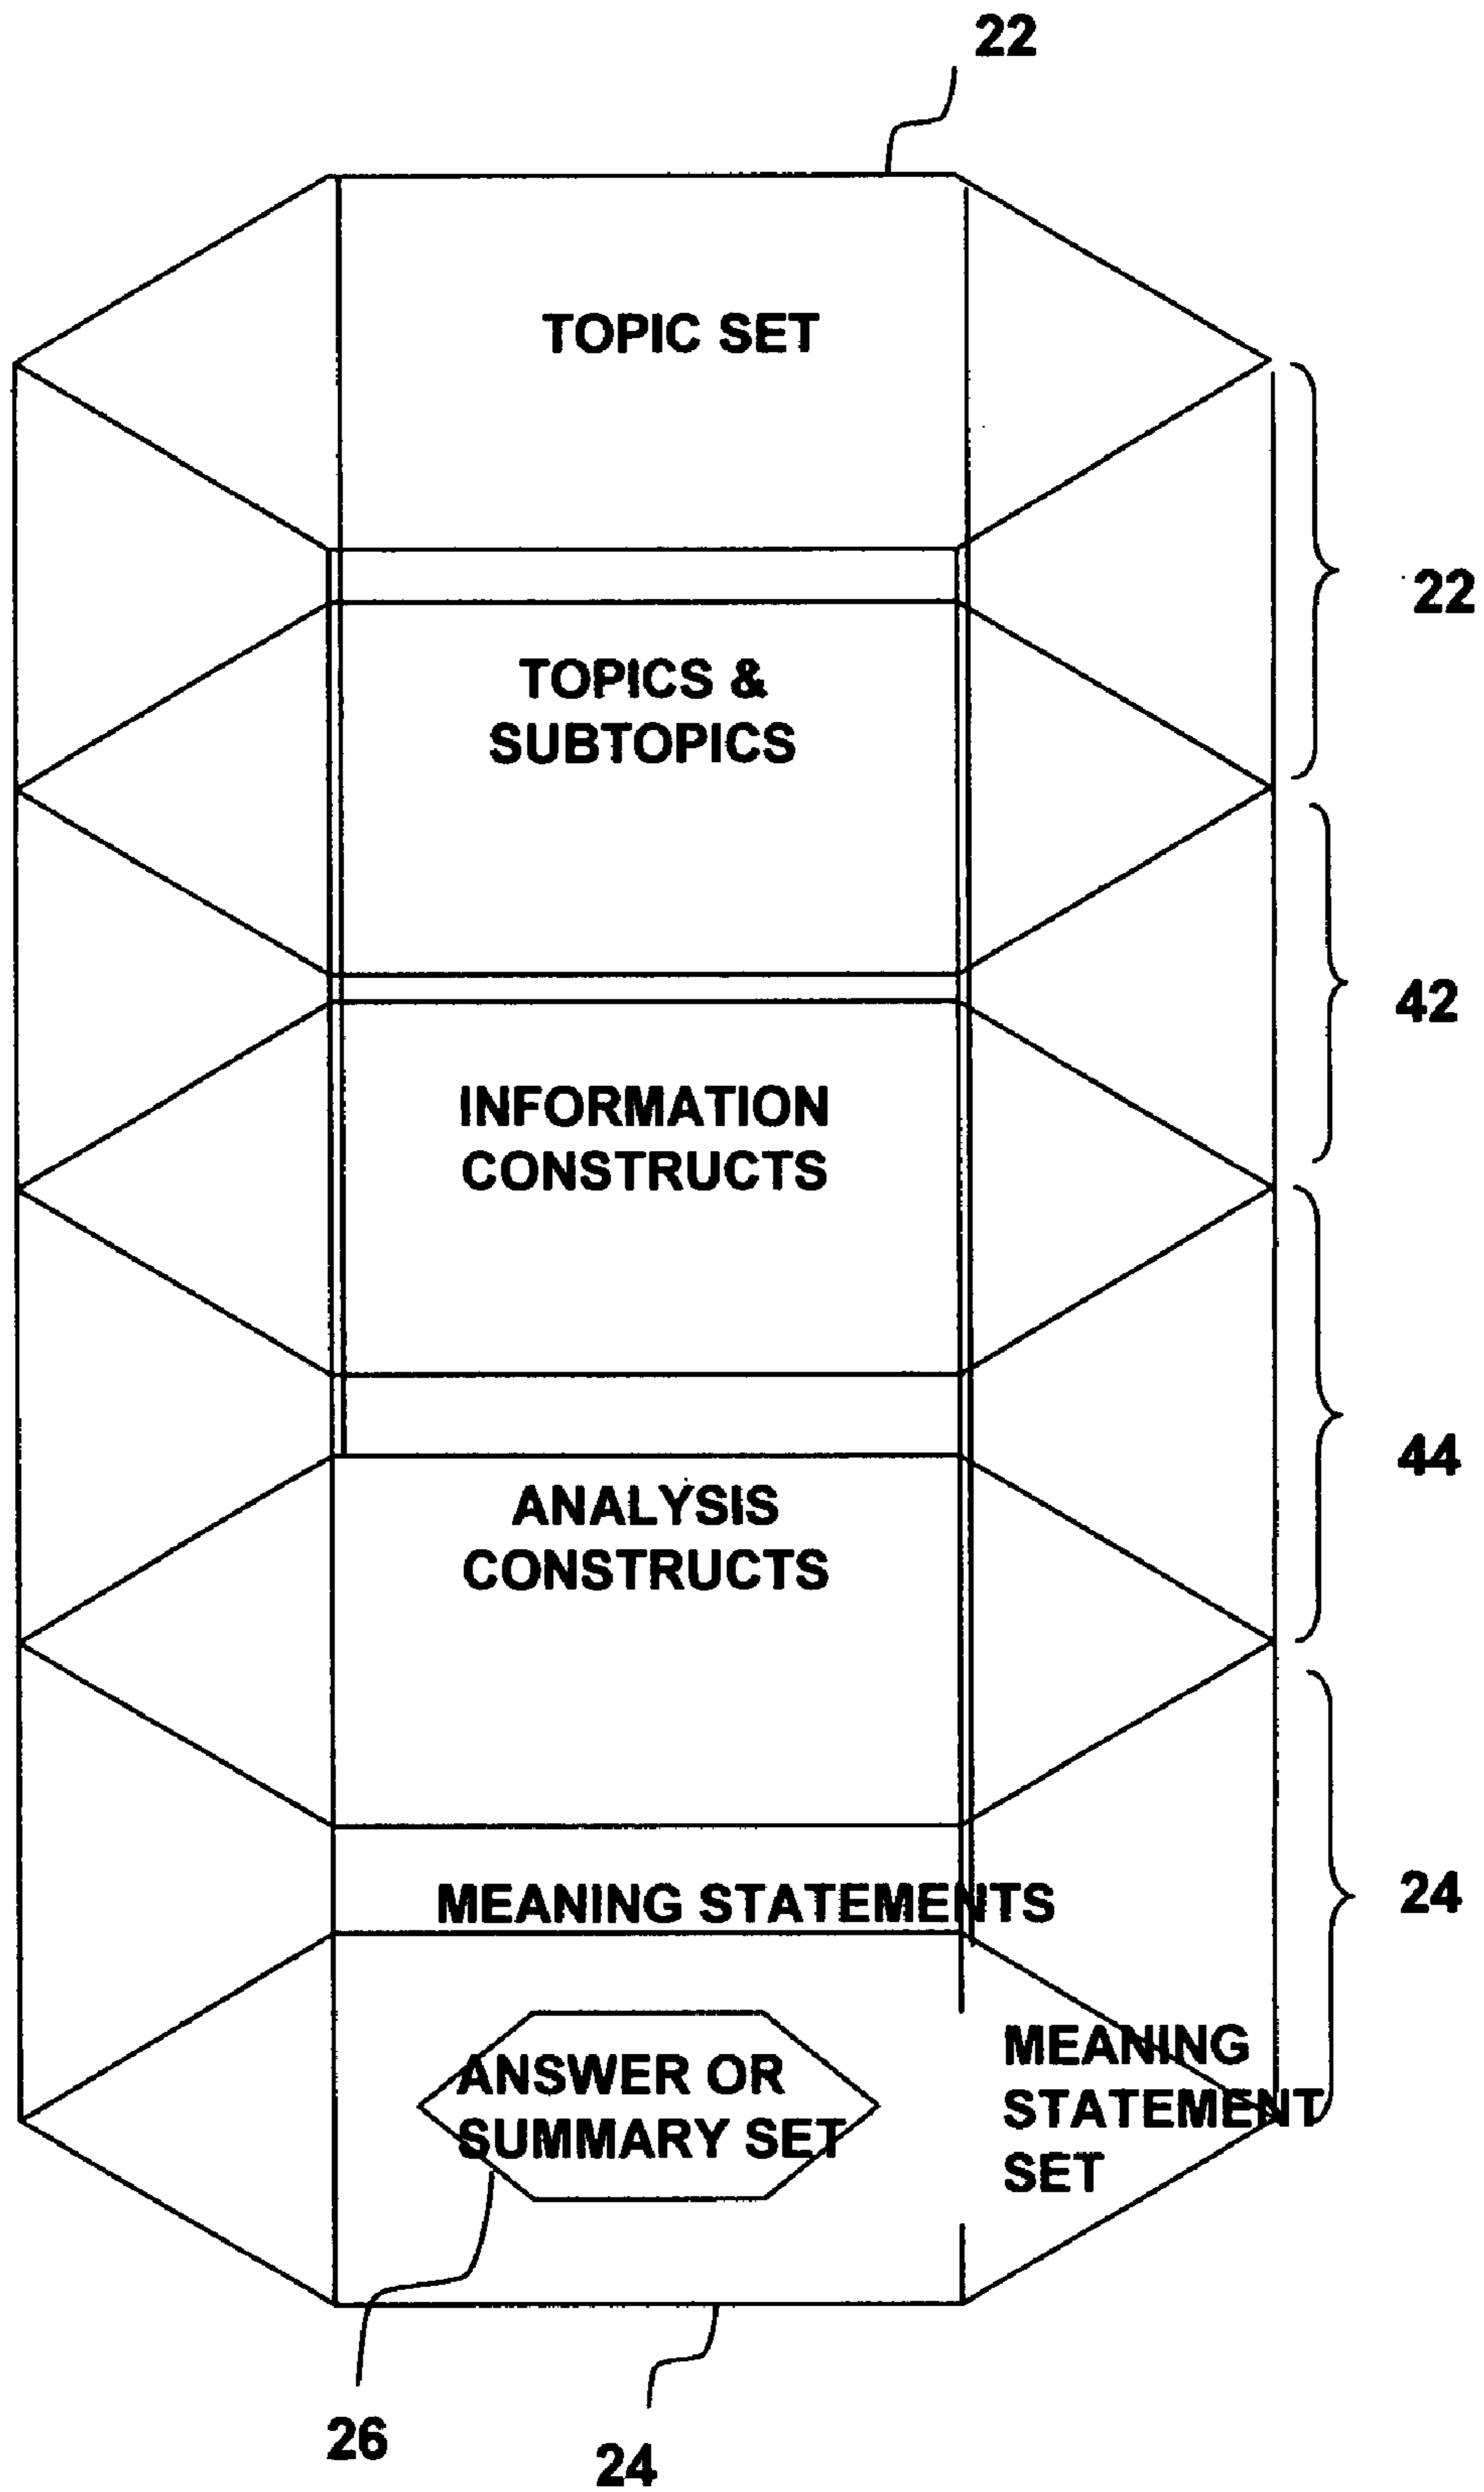 22
TOPIC SET
22
TOPICS &
SUBTOPICS
42
INFORMATION
CONSTRUCTS
44
ANALYSIS
CONSTRUCTS
24
MEANING STATEMENTS
ANSWER OR
SUMMARY SET
MEANING
STATEMENT
SET
26
24